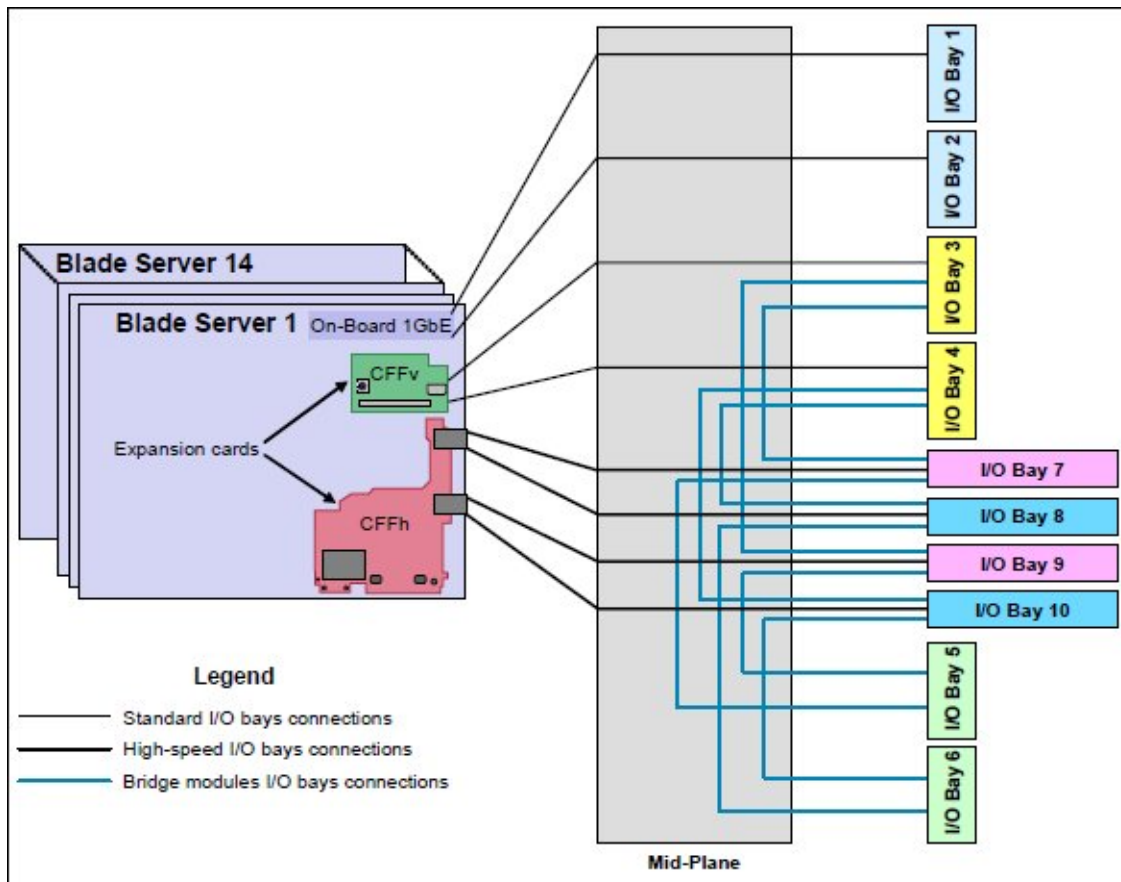 I/O Bay 1
I/O Bay 2
I/O Bay 3
I/O Bay 4
Blade Server 14
Blade Server 1
On-Board 1GbE
CFFv
Expansion cards
CFFh
I/O Bay 7
I/O Bay 8
I/O Bay 9
I/O Bay 10
I/O Bay 5
I/O Bay 6
Legend
Standard I/O bays connections
High-speed I/O bays connections
Bridge modules I/O bays connections
Mid-Plane